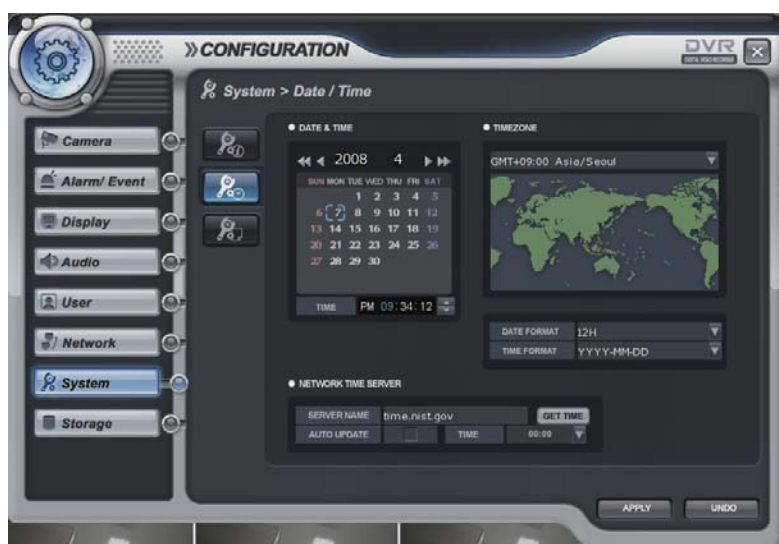 CONFIGURATION
DVR
DIGITAL VIDEO RECORDER
System > Date / Time
Camera
Alarm/ Event
Display
Audio
User
Network
System
Storage
DATE & TIME
2008 4
SUN MON TUE WED THU FRI SAT
1 2 3 4 5
6 7 8 9 10 11 12
13 14 15 16 17 18 19
20 21 22 23 24 25 26
27 28 29 30
TIME PM 09:34:12
TIMEZONE
GMT+09:00 Asia/Seoul
DATE FORMAT 12H
TIME FORMAT YYYY-MM-DD
NETWORK TIME SERVER
SERVER NAME time.nist.gov GET TIME
AUTO UPDATE TIME 00:00
APPLY UNDO